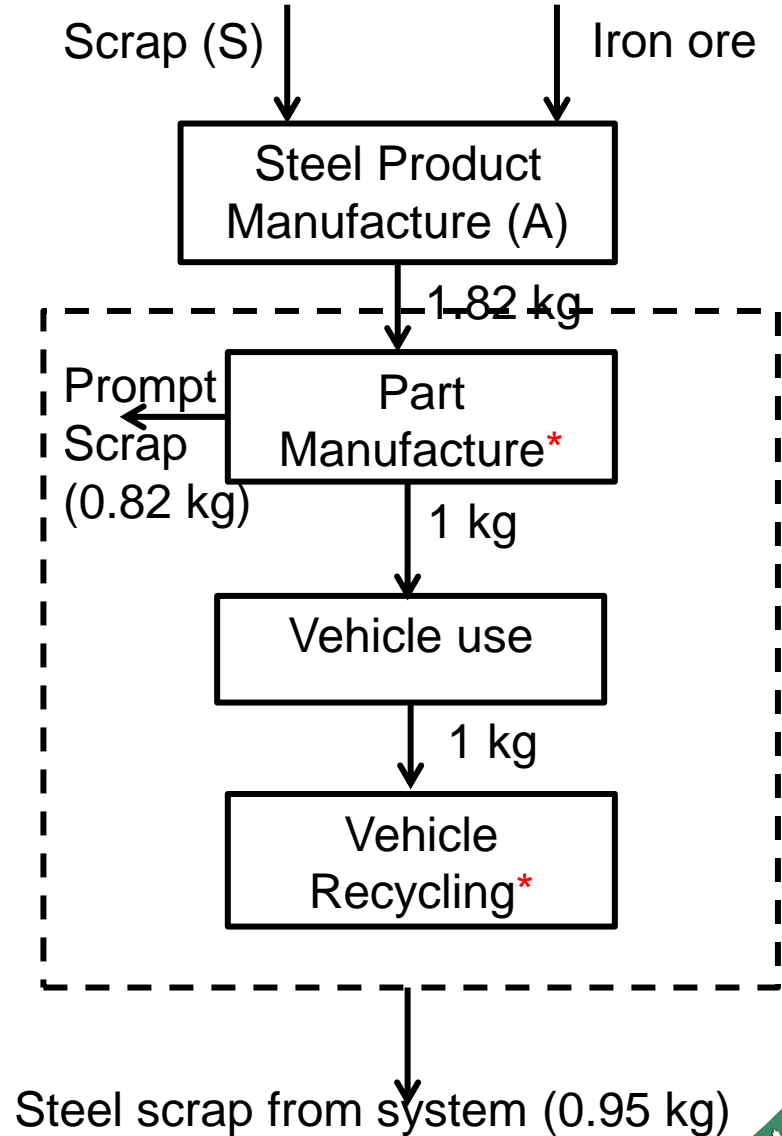 Scrap (S)
Iron ore
Steel Product
Manufacture (A)
1.82 kg
Prompt
Scrap
(0.82 kg)
Part
Manufacture*
1 kg
Vehicle use
1 kg
Vehicle
Recycling*
Steel scrap from system (0.95 kg)